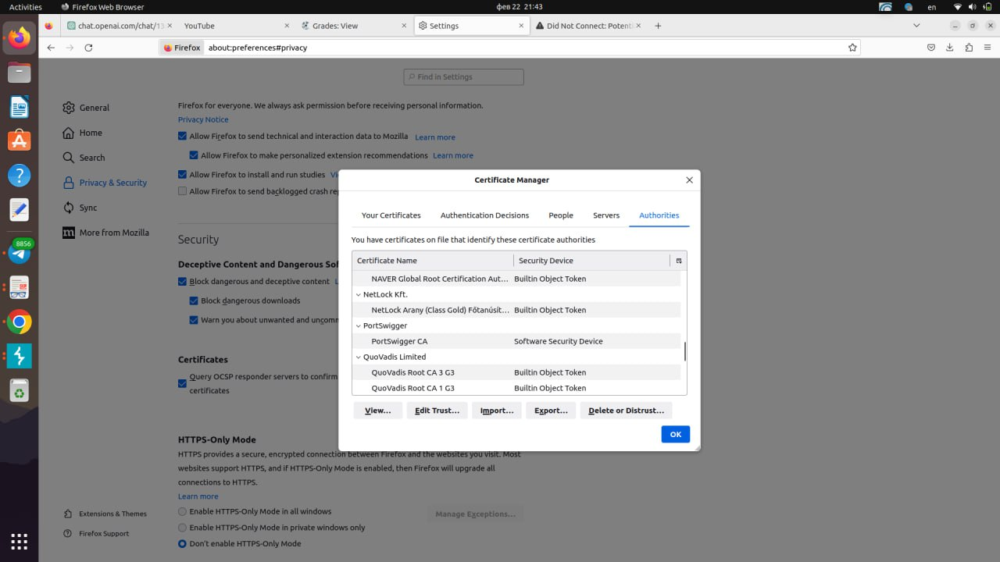 Activities
Firefox Web Browser
фев 22 21:43
en
chat.openai.com/chat/13
YouTube
Grades: View
Settings
Did Not Connect: Potenti
Firefox
about:preferences#privacy
Find in Settings
General
Home
Search
Privacy & Security
Sync
More from Mozilla
Extensions & Themes
Firefox Support
8856
Firefox for everyone. We always ask permission before receiving personal information.
Privacy Notice
Allow Firefox to send technical and interaction data to Mozilla Learn more
Allow Firefox to make personalized extension recommendations Learn more
Allow Firefox to install and run studies Vi
Allow Firefox to send backlogged crash rep
Security
Deceptive Content and Dangerous Sof
Block dangerous and deceptive content L
Block dangerous downloads
Warn you about unwanted and uncomm
Certificates
Query OCSP responder servers to confirm
certificates
HTTPS-Only Mode
HTTPS provides a secure, encrypted connection between Firefox and the websites you visit. Most
websites support HTTPS, and if HTTPS-Only Mode is enabled, then Firefox will upgrade all
connections to HTTPS.
Learn more
Enable HTTPS-Only Mode in all windows
Manage Exceptions...
Enable HTTPS-Only Mode in private windows only
Don't enable HTTPS-Only Mode
Certificate Manager
Your Certificates
Authentication Decisions
People
Servers
Authorities
You have certificates on file that identify these certificate authorities
Certificate Name Security Device
NAVER Global Root Certification Aut... Builtin Object Token
NetLock Kft.
NetLock Arany (Class Gold) Főtanúsít... Builtin Object Token
PortSwigger
PortSwigger CA Software Security Device
QuoVadis Limited
QuoVadis Root CA 3 G3 Builtin Object Token
QuoVadis Root CA 1 G3 Builtin Object Token
View... Edit Trust... Import... Export... Delete or Distrust...
OK